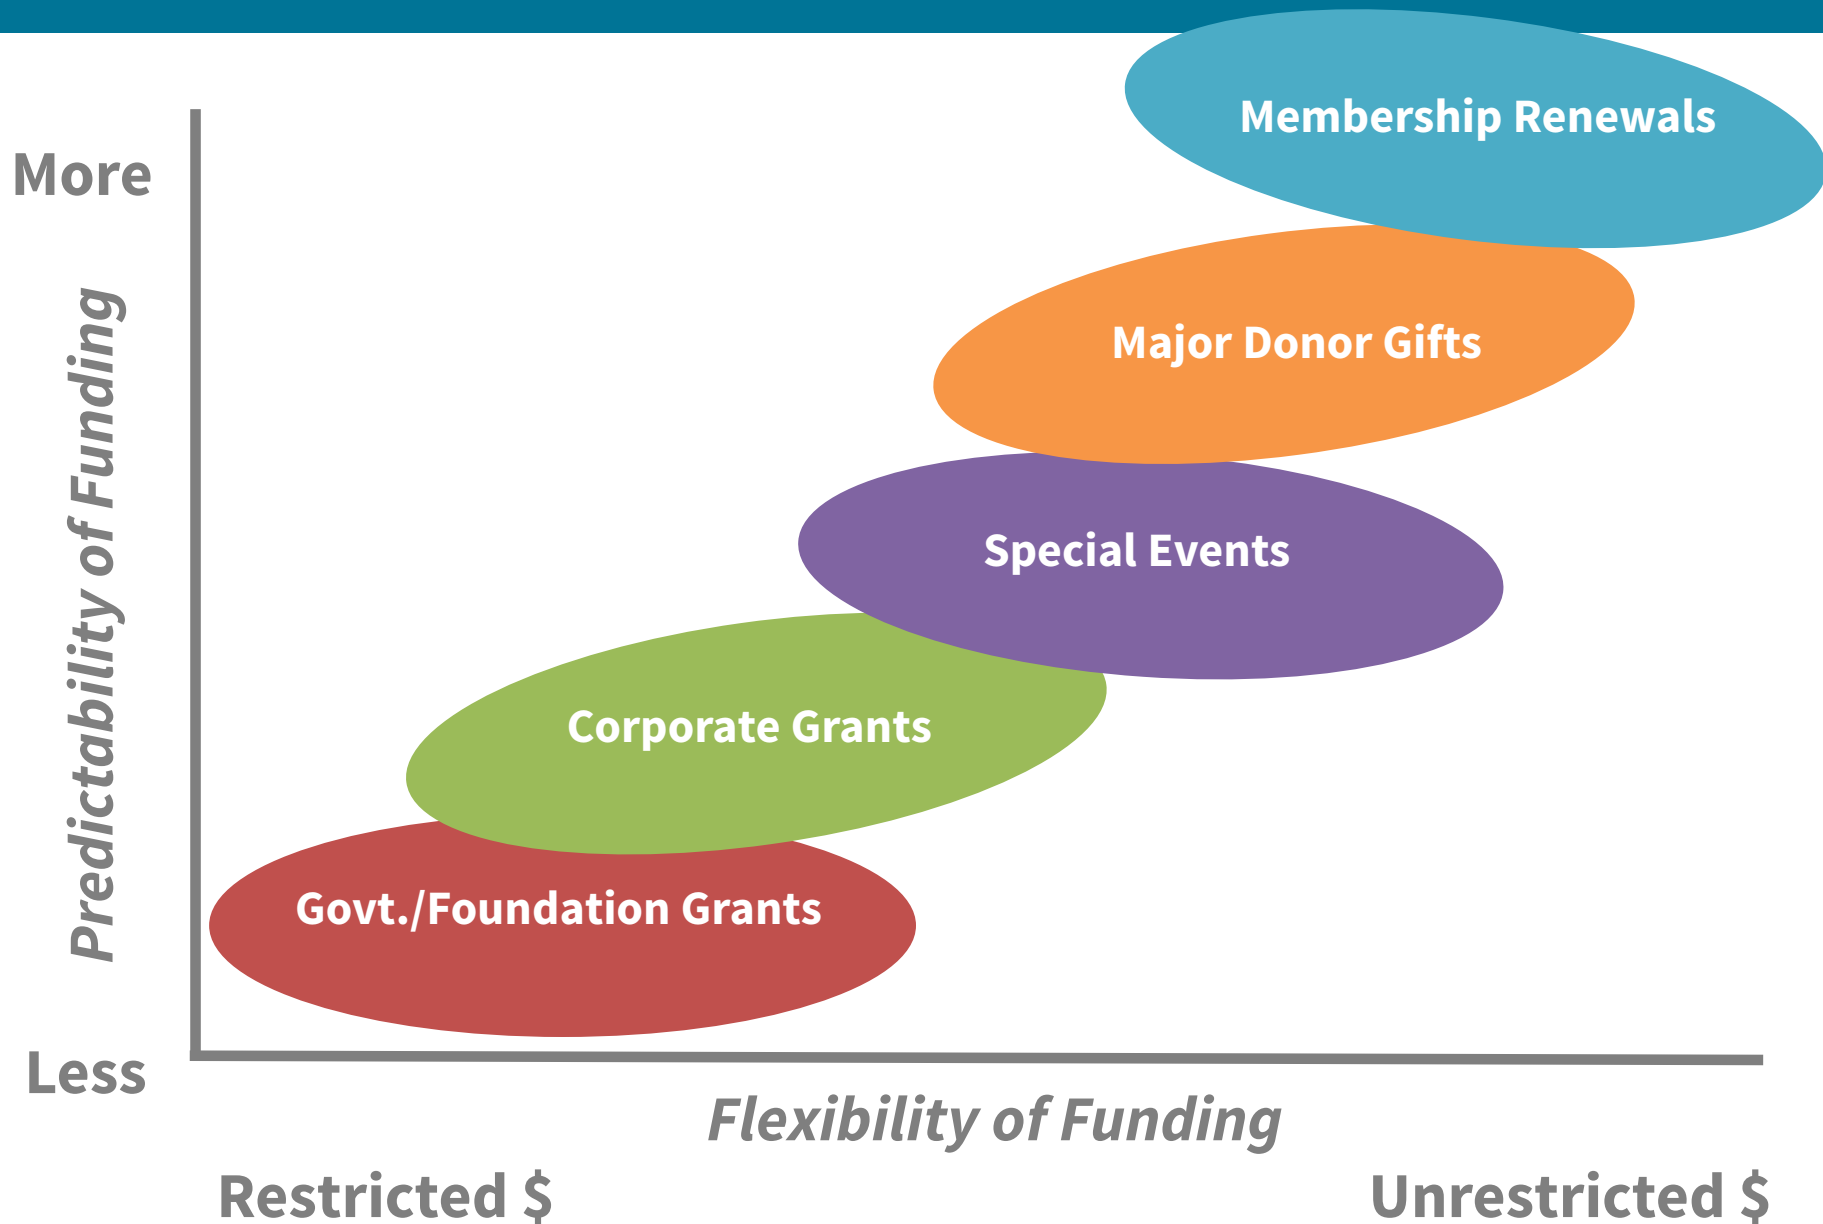 Membership Renewals
More
Major Donor Gifts
Predictability of Funding
Special Events
Corporate Grants
Govt./Foundation Grants
Less
Flexibility of Funding
Restricted $
Unrestricted $